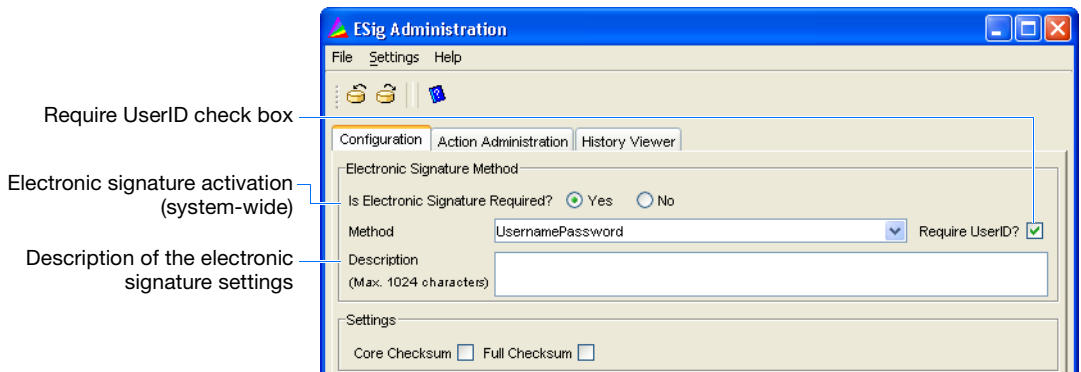 ESig Administration
File Settings Help
Require UserID check box
Configuration Action Administration History Viewer
Electronic Signature Method
Electronic signature activation
(system-wide)
Is Electronic Signature Required? Yes No
Method UsernamePassword Require UserID?
Description of the electronic
signature settings
Description
(Max. 1024 characters)
Settings
Core Checksum Full Checksum